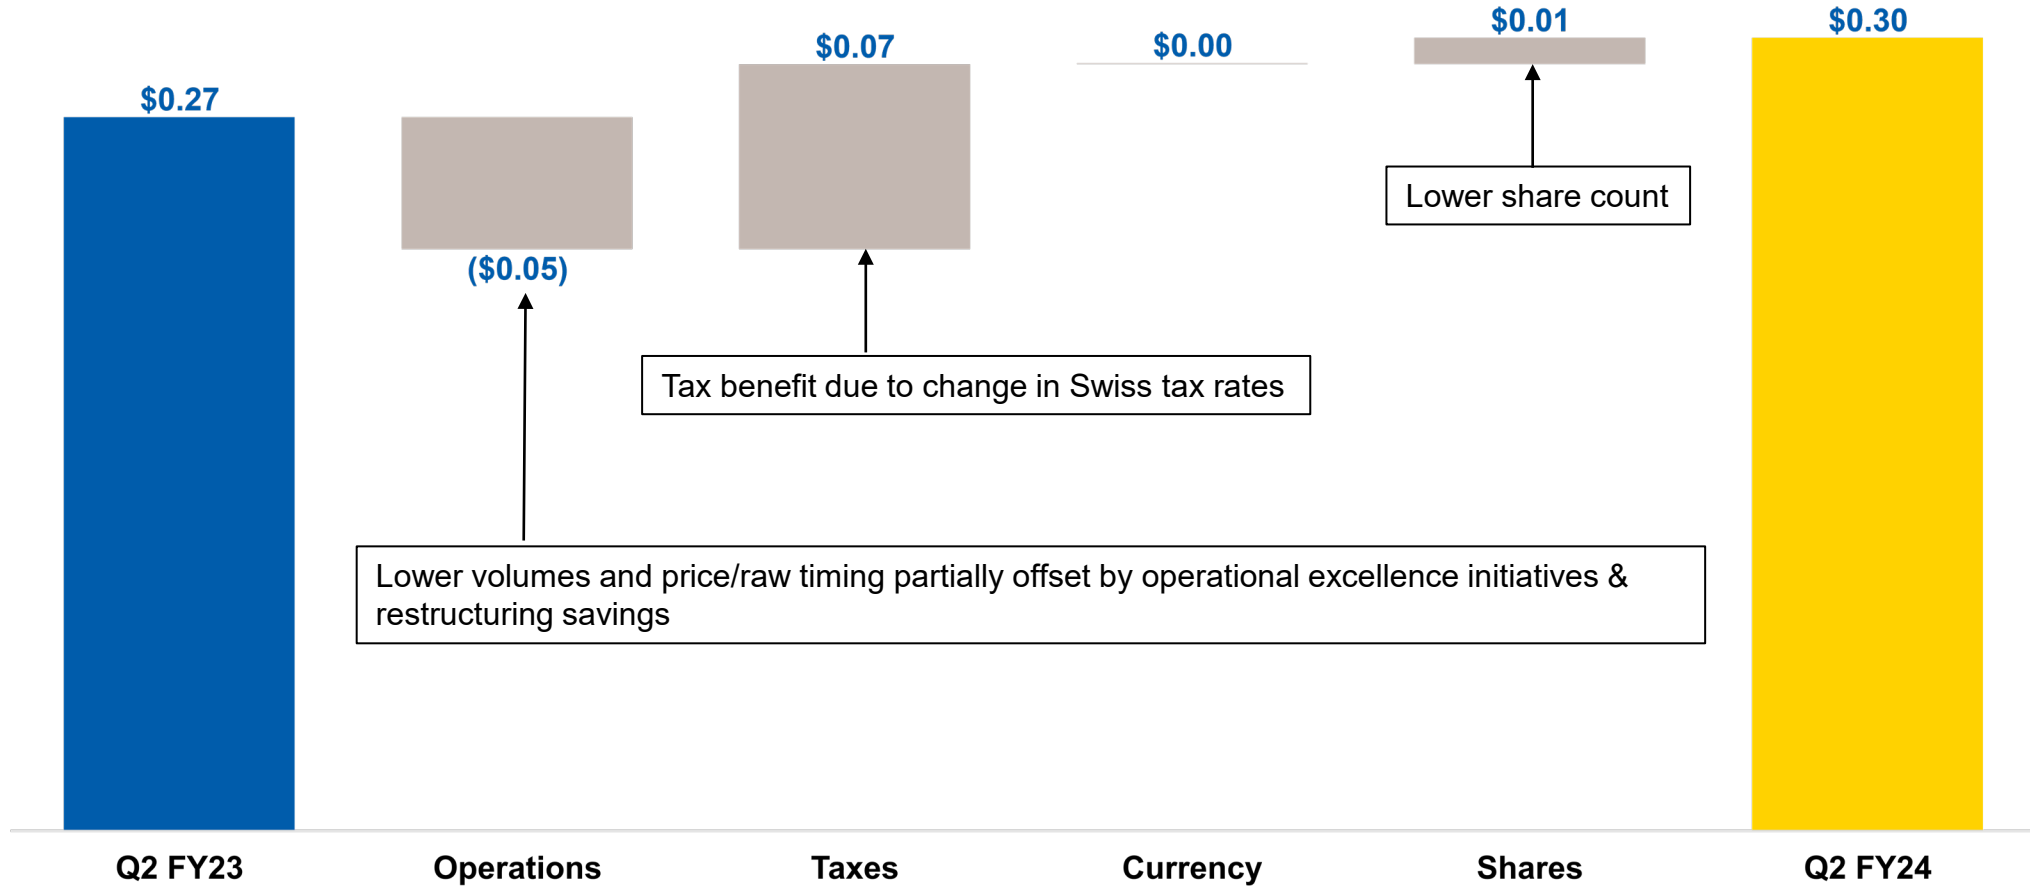 $0.27
($0.05)
$0.07
$0.00
$0.01
$0.30
Lower share count
Tax benefit due to change in Swiss tax rates
Lower volumes and price/raw timing partially offset by operational excellence initiatives &
restructuring savings
Q2 FY23
Operations
Taxes
Currency
Shares
Q2 FY24